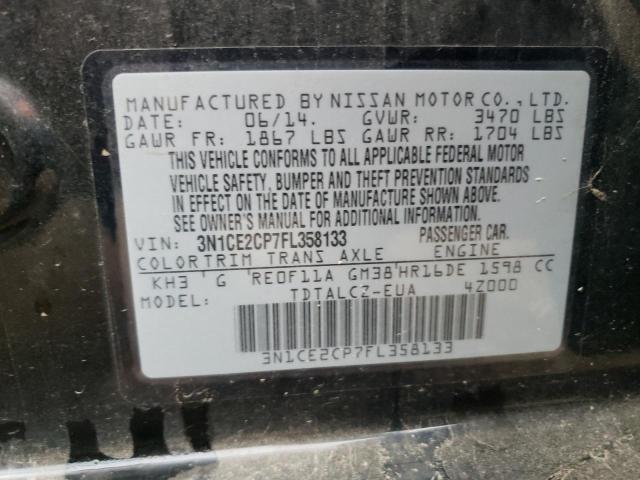 MANUFACTURED BY NISSAN MOTOR CO., LTD.
DATE: 06/14. GVWR: 3470 LBS
GAWR FR: 1867 LBS GAWR RR: 1704 LBS
THIS VEHICLE CONFORMS TO ALL APPLICABLE FEDERAL MOTOR
VEHICLE SAFETY, BUMPER AND THEFT PREVENTION STANDARDS
IN EFFECT ON THE DATE OF MANUFACTURE SHOWN ABOVE.
SEE OWNER'S MANUAL FOR ADDITIONAL INFORMATION.
VIN: 3N1CE2CP7FL358133 PASSENGER CAR.
COLOR TRIM TRANS AXLE ENGINE
KH3 'G 'RE0F11A GM38'HR16DE 1598 CC
MODEL: TDTALCZ-EUA 4Z000
3N1CE2CP7FL358133